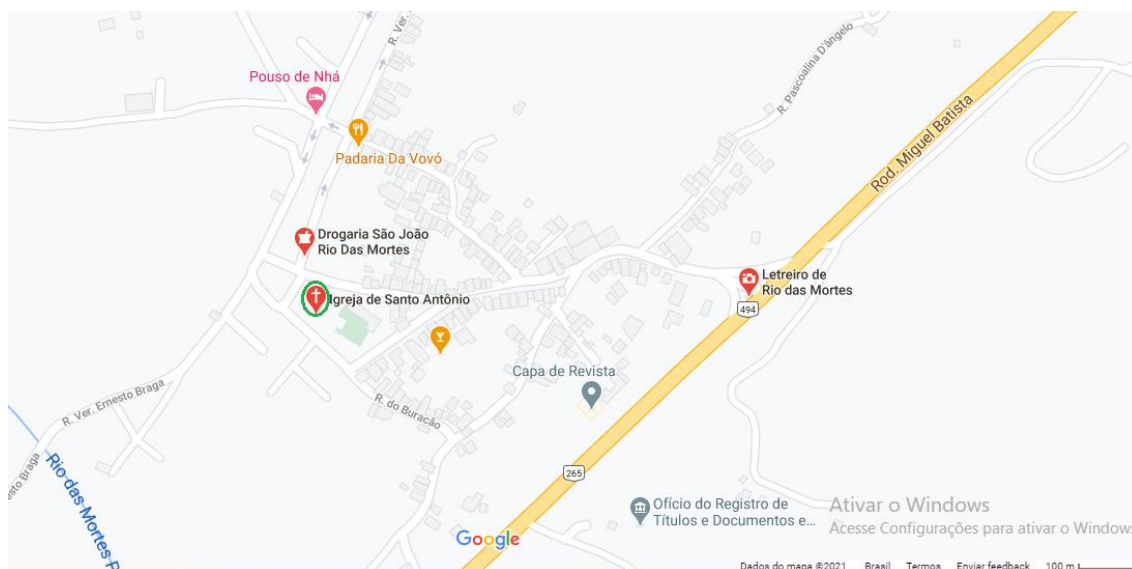 R. Ver.
R. Pascoalina D'Ângelo
Pouso de Nhá
Padaria Da Vovó
Rod. Miguel Batista
Drogaria São João
Rio Das Mortes
Igreja de Santo Antônio
Letreiro de
Rio das Mortes
494
Capa de Revista
R. Ver. Ernesto Braga
R. do Buracão
esto Braga
Rio das Mortes P
265
Ofício do Registro de
Títulos e Documentos e...
Ativar o Windows
Acesse Configurações para ativar o Windows
Google
Dados do mapa ©2021 Brasil Termos Enviar feedback 100 m